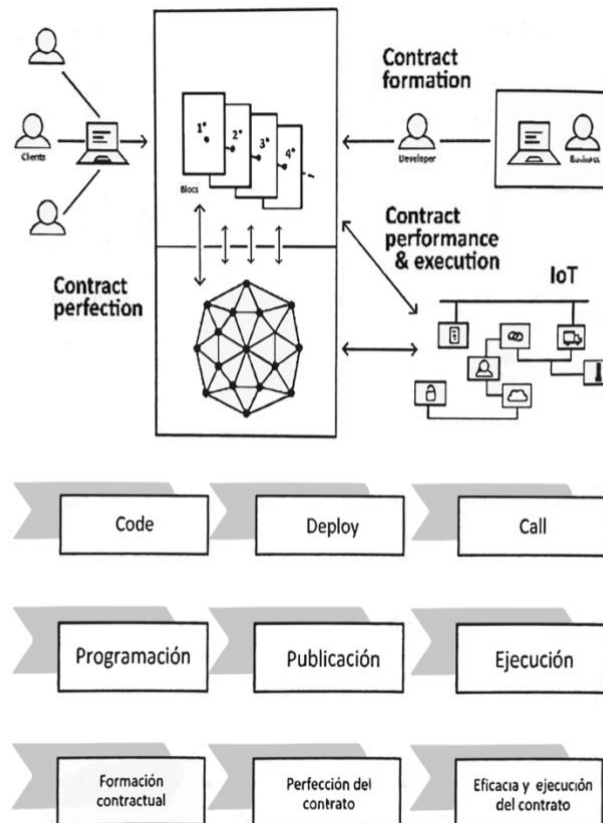 Contract
formation
1°
2°
3°
4°
Blocs
Clients
Developer
Business
Contract
performance
& execution
Contract
perfection
IoT
Code
Deploy
Call
Programación
Publicación
Ejecución
Formación
contractual
Perfección del
contrato
Eficacia y ejecución
del contrato